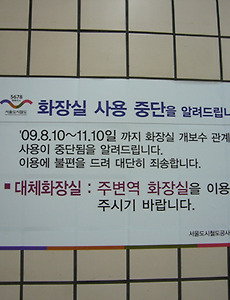 5678
서울도시철도
화장실 사용 중단을 알려드립니
'09.8.10~11.10일 까지 화장실 개보수 관계
사용이 중단됨을 알려드립니다.
이용에 불편을 드려 대단히 죄송합니다.
▪ 대체화장실 : 주변역 화장실을 이용
주시기 바랍니다.
서울도시철도공사